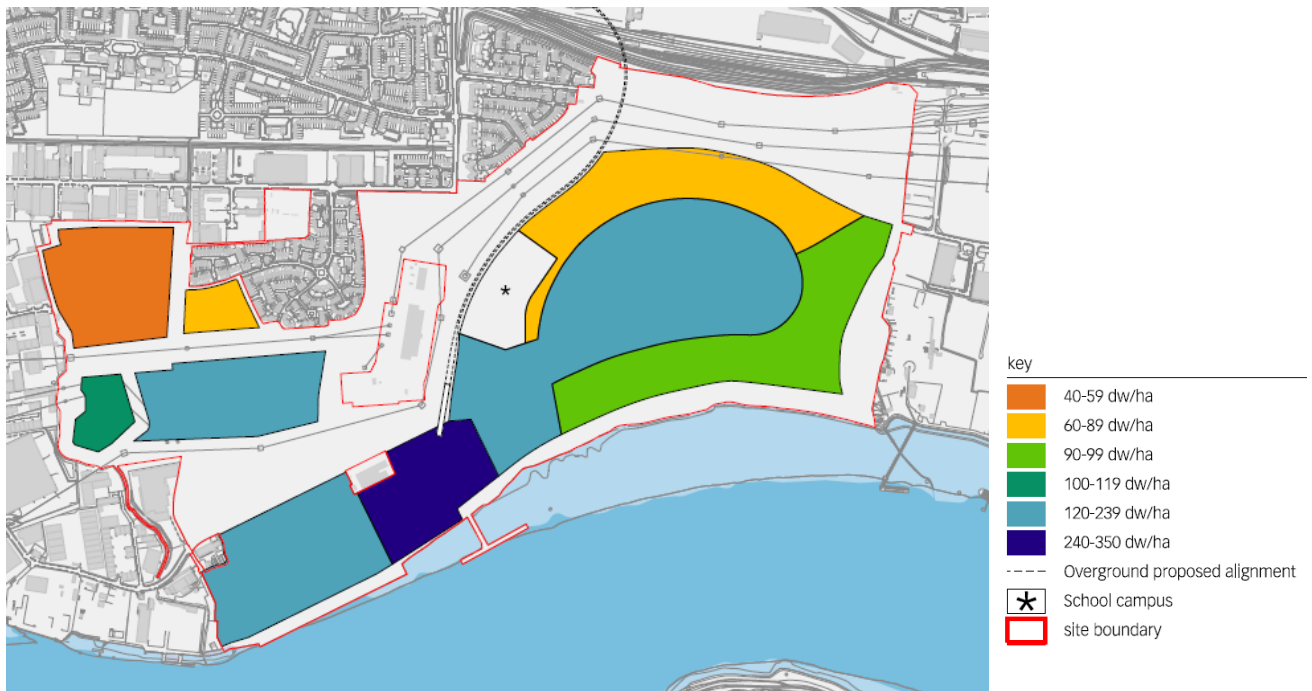 key
40-59 dw/ha
60-89 dw/ha
90-99 dw/ha
100-119 dw/ha
120-239 dw/ha
240-350 dw/ha
Overground proposed alignment
School campus
site boundary